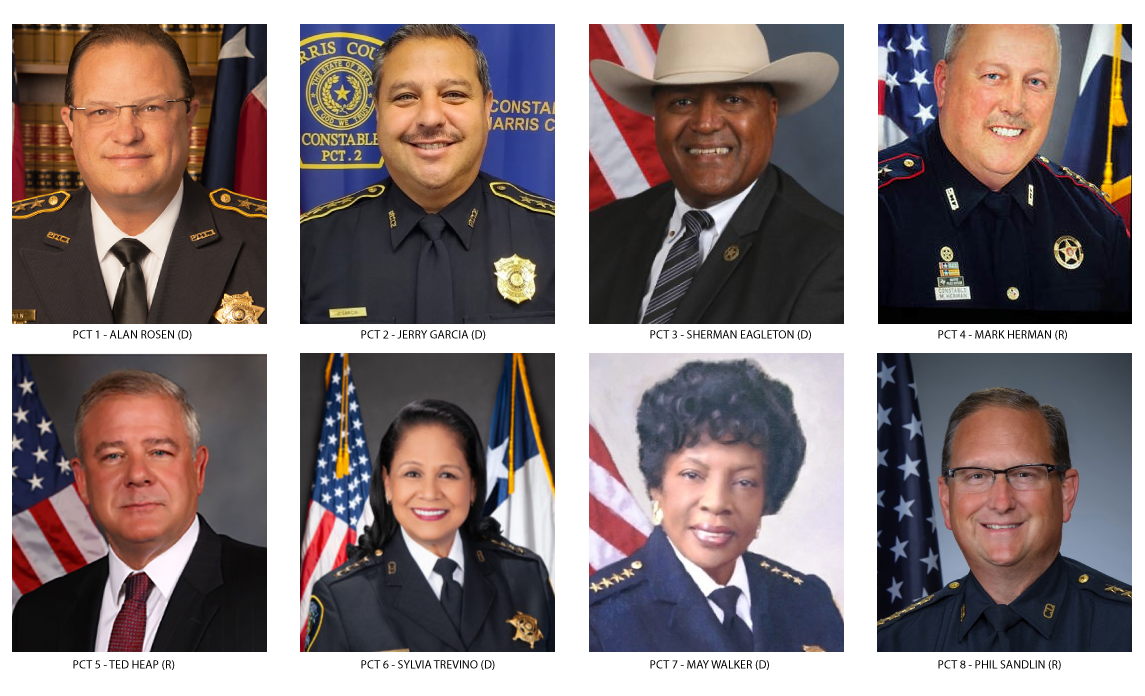 RRIS COU
THE STATE OF TEXAS
IN GOD WE TRUST
CONSTABLE
PCT.2
CONSTA
HARRIS C
PCT 1 - ALAN ROSEN (D)
PCT 2 - JERRY GARCIA (D)
PCT 3 - SHERMAN EAGLETON (D)
CONSTABLE
M. HERMAN
PCT 4 - MARK HERMAN (R)
PCT 5 - TED HEAP (R)
PCT 6 - SYLVIA TREVINO (D)
PCT 7 - MAY WALKER (D)
PCT 8 - PHIL SANDLIN (R)